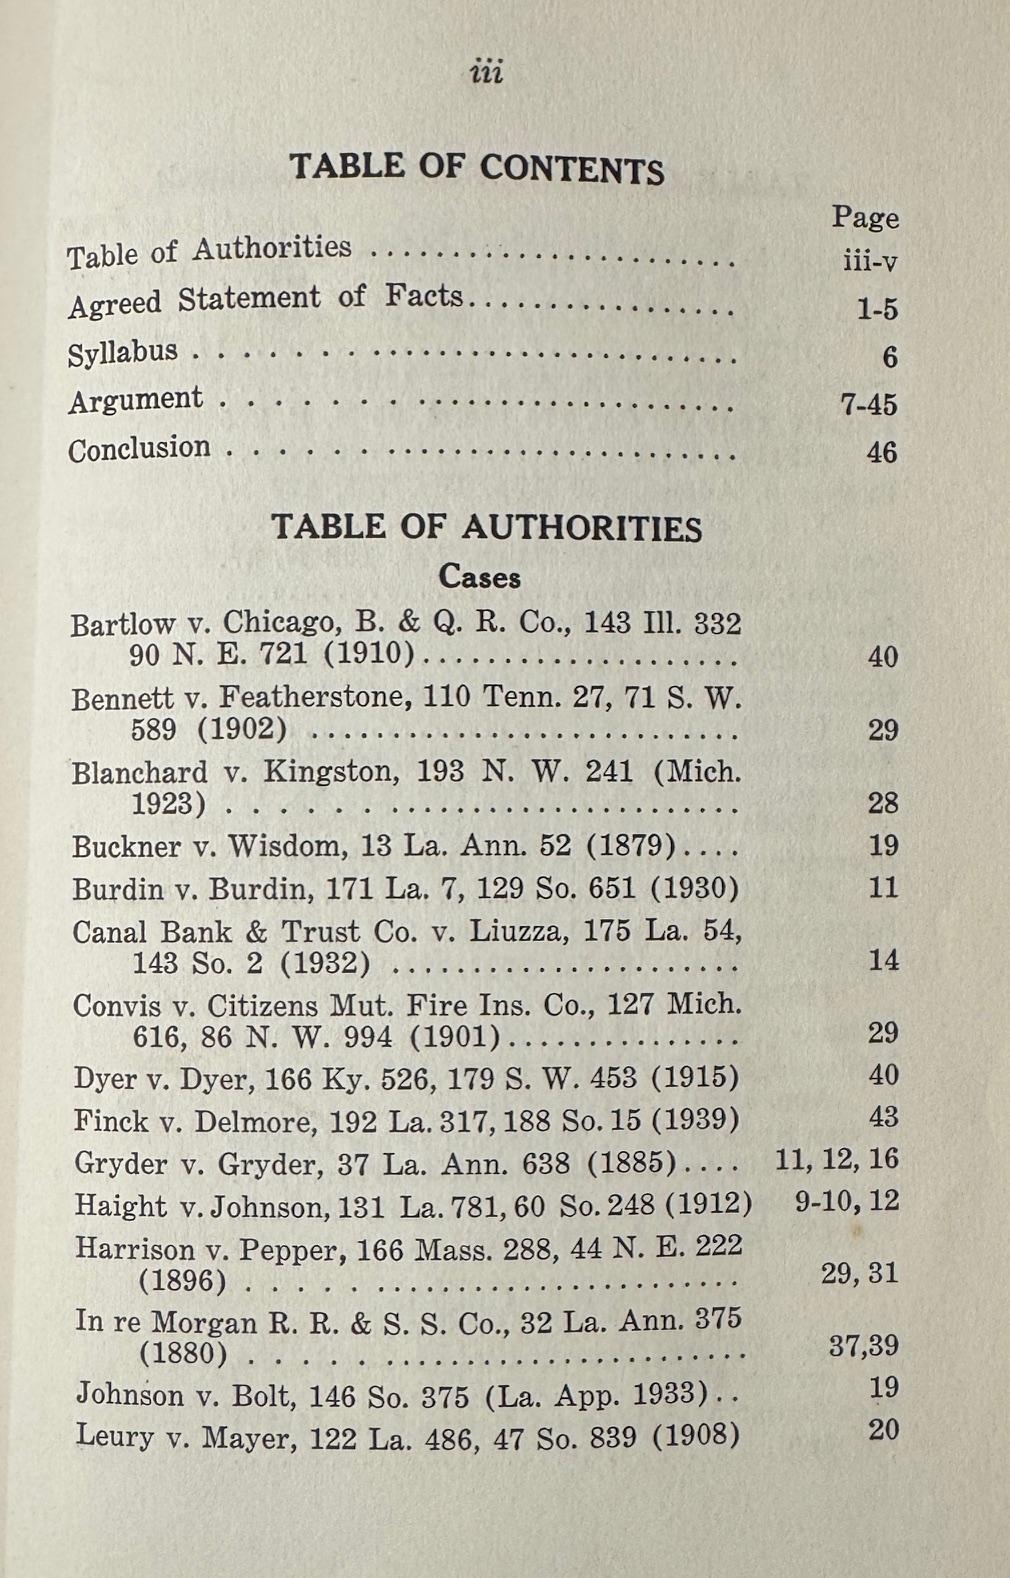 iii
TABLE OF CONTENTS
Page
Table of Authorities ....................... iii-v
Agreed Statement of Facts................ 1-5
Syllabus ........................... 6
Argument ........................ 7-45
Conclusion ........................ 46
TABLE OF AUTHORITIES
Cases
Bartlow v. Chicago, B. & Q. R. Co., 143 Ill. 332
90 N. E. 721 (1910)................... 40
Bennett v. Featherstone, 110 Tenn. 27, 71 S. W.
589 (1902) .......................... 29
Blanchard v. Kingston, 193 N. W. 241 (Mich.
1923) ........................... 28
Buckner v. Wisdom, 13 La. Ann. 52 (1879).... 19
Burdin v. Burdin, 171 La. 7, 129 So. 651 (1930) 11
Canal Bank & Trust Co. v. Liuzza, 175 La. 54,
143 So. 2 (1932) ...................... 14
Convis v. Citizens Mut. Fire Ins. Co., 127 Mich.
616, 86 N. W. 994 (1901)............... 29
Dyer v. Dyer, 166 Ky. 526, 179 S. W. 453 (1915) 40
Finck v. Delmore, 192 La. 317, 188 So. 15 (1939) 43
Gryder v. Gryder, 37 La. Ann. 638 (1885).... 11, 12, 16
Haight v. Johnson, 131 La. 781, 60 So. 248 (1912) 9-10, 12
Harrison v. Pepper, 166 Mass. 288, 44 N. E. 222
(1896) .......................... 29, 31
In re Morgan R. R. & S. S. Co., 32 La. Ann. 375
(1880) .......................... 37,39
Johnson v. Bolt, 146 So. 375 (La. App. 1933).. 19
Leury v. Mayer, 122 La. 486, 47 So. 839 (1908) 20